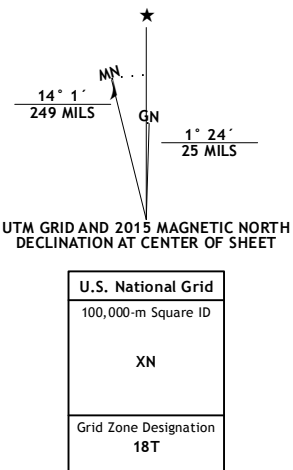 ★
MN
14° 1´
249 MILS
GN
1° 24´
25 MILS
UTM GRID AND 2015 MAGNETIC NORTH
DECLINATION AT CENTER OF SHEET
U.S. National Grid
100,000-m Square ID
XN
Grid Zone Designation
18T